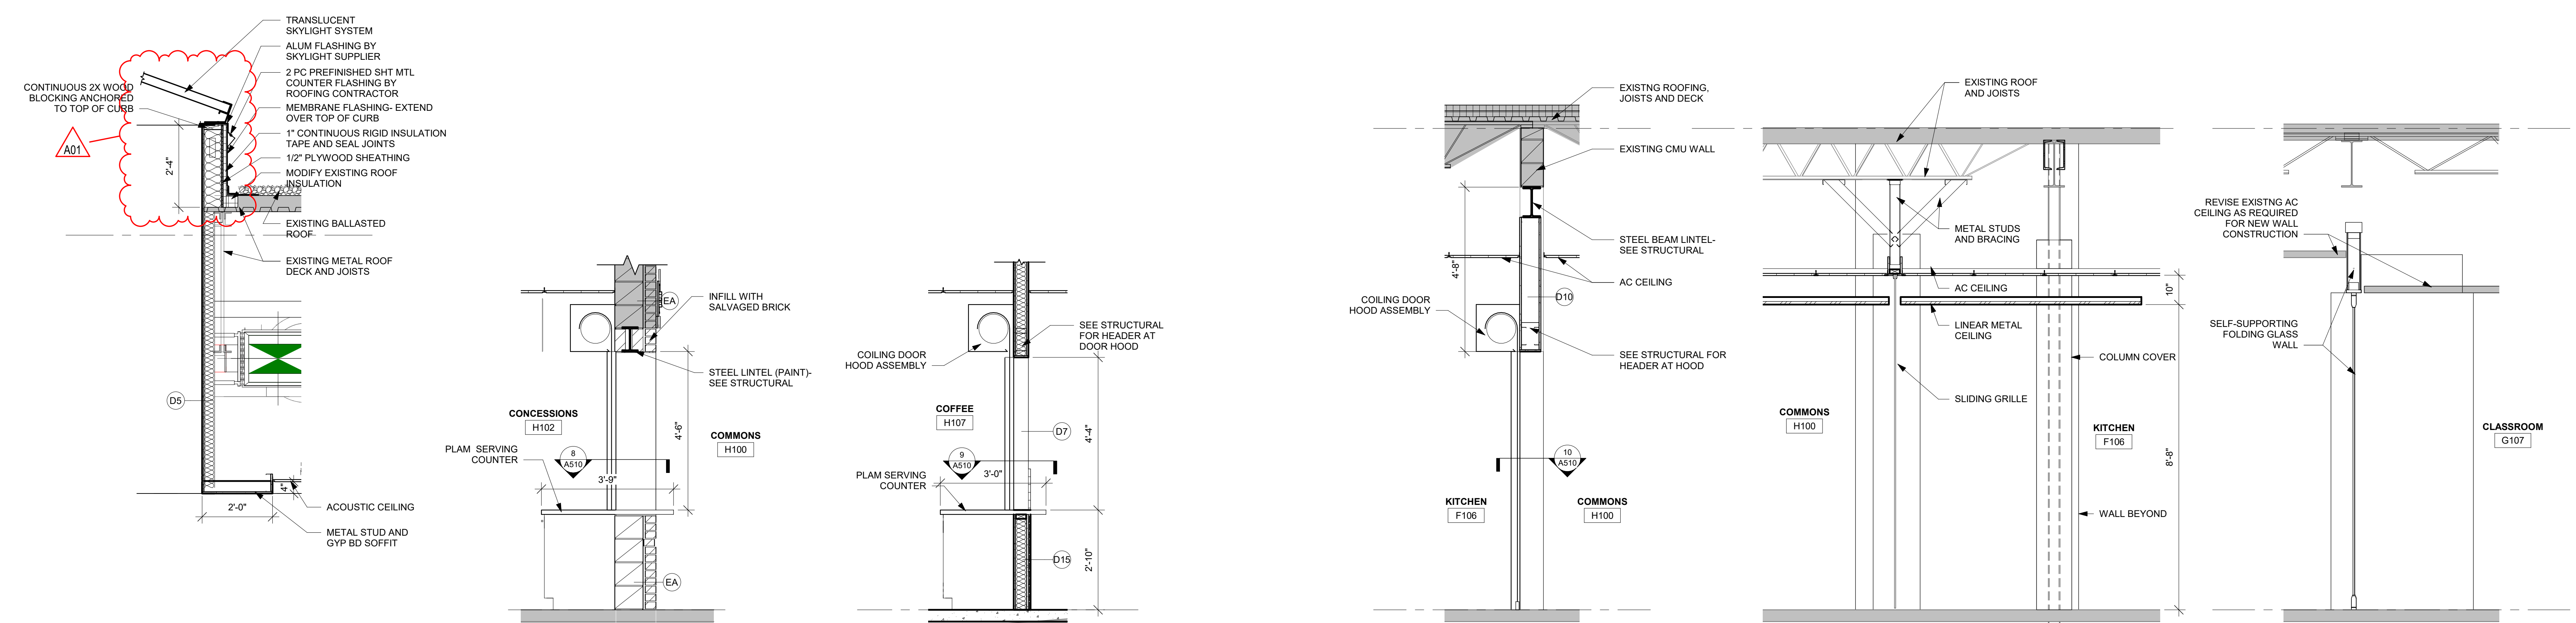 TRANSLUCENT
SKYLIGHT SYSTEM
ALUM FLASHING BY
SKYLIGHT SUPPLIER
2 PC PREFINISHED SHT MTL
COUNTER FLASHING BY
ROOFING CONTRACTOR
MEMBRANE FLASHING- EXTEND
OVER TOP OF CURB
1" CONTINUOUS RIGID INSULATION
TAPE AND SEAL JOINTS
1/2" PLYWOOD SHEATHING
MODIFY EXISTING ROOF
INSULATION
EXISTING BALLASTED
ROOF
EXISTING METAL ROOF
DECK AND JOISTS
CONTINUOUS 2X WOOD
BLOCKING ANCHORED
TO TOP OF CURB
A01
2'-4"
D5
4"
2'-0"
ACOUSTIC CEILING
METAL STUD AND
GYP BD SOFFIT
EA
INFILL WITH
SALVAGED BRICK
STEEL LINTEL (PAINT)-
SEE STRUCTURAL
CONCESSIONS
H102
COMMONS
H100
4'-6"
PLAM SERVING
COUNTER
8
A510
3'-9"
EA
SEE STRUCTURAL
FOR HEADER AT
DOOR HOOD
COILING DOOR
HOOD ASSEMBLY
COFFEE
H107
D7
4'-4"
9
A510
3'-0"
PLAM SERVING
COUNTER
D15
2'-10"
EXISTNG ROOFING,
JOISTS AND DECK
EXISTING CMU WALL
STEEL BEAM LINTEL-
SEE STRUCTURAL
4'-8"
AC CEILING
D10
COILING DOOR
HOOD ASSEMBLY
SEE STRUCTURAL FOR
HEADER AT HOOD
10
A510
KITCHEN
F106
COMMONS
H100
EXISTING ROOF
AND JOISTS
METAL STUDS
AND BRACING
AC CEILING
10"
LINEAR METAL
CEILING
COLUMN COVER
SLIDING GRILLE
COMMONS
H100
KITCHEN
F106
8'-8"
WALL BEYOND
REVISE EXISTNG AC
CEILING AS REQUIRED
FOR NEW WALL
CONSTRUCTION
SELF-SUPPORTING
FOLDING GLASS
WALL
CLASSROOM
G107